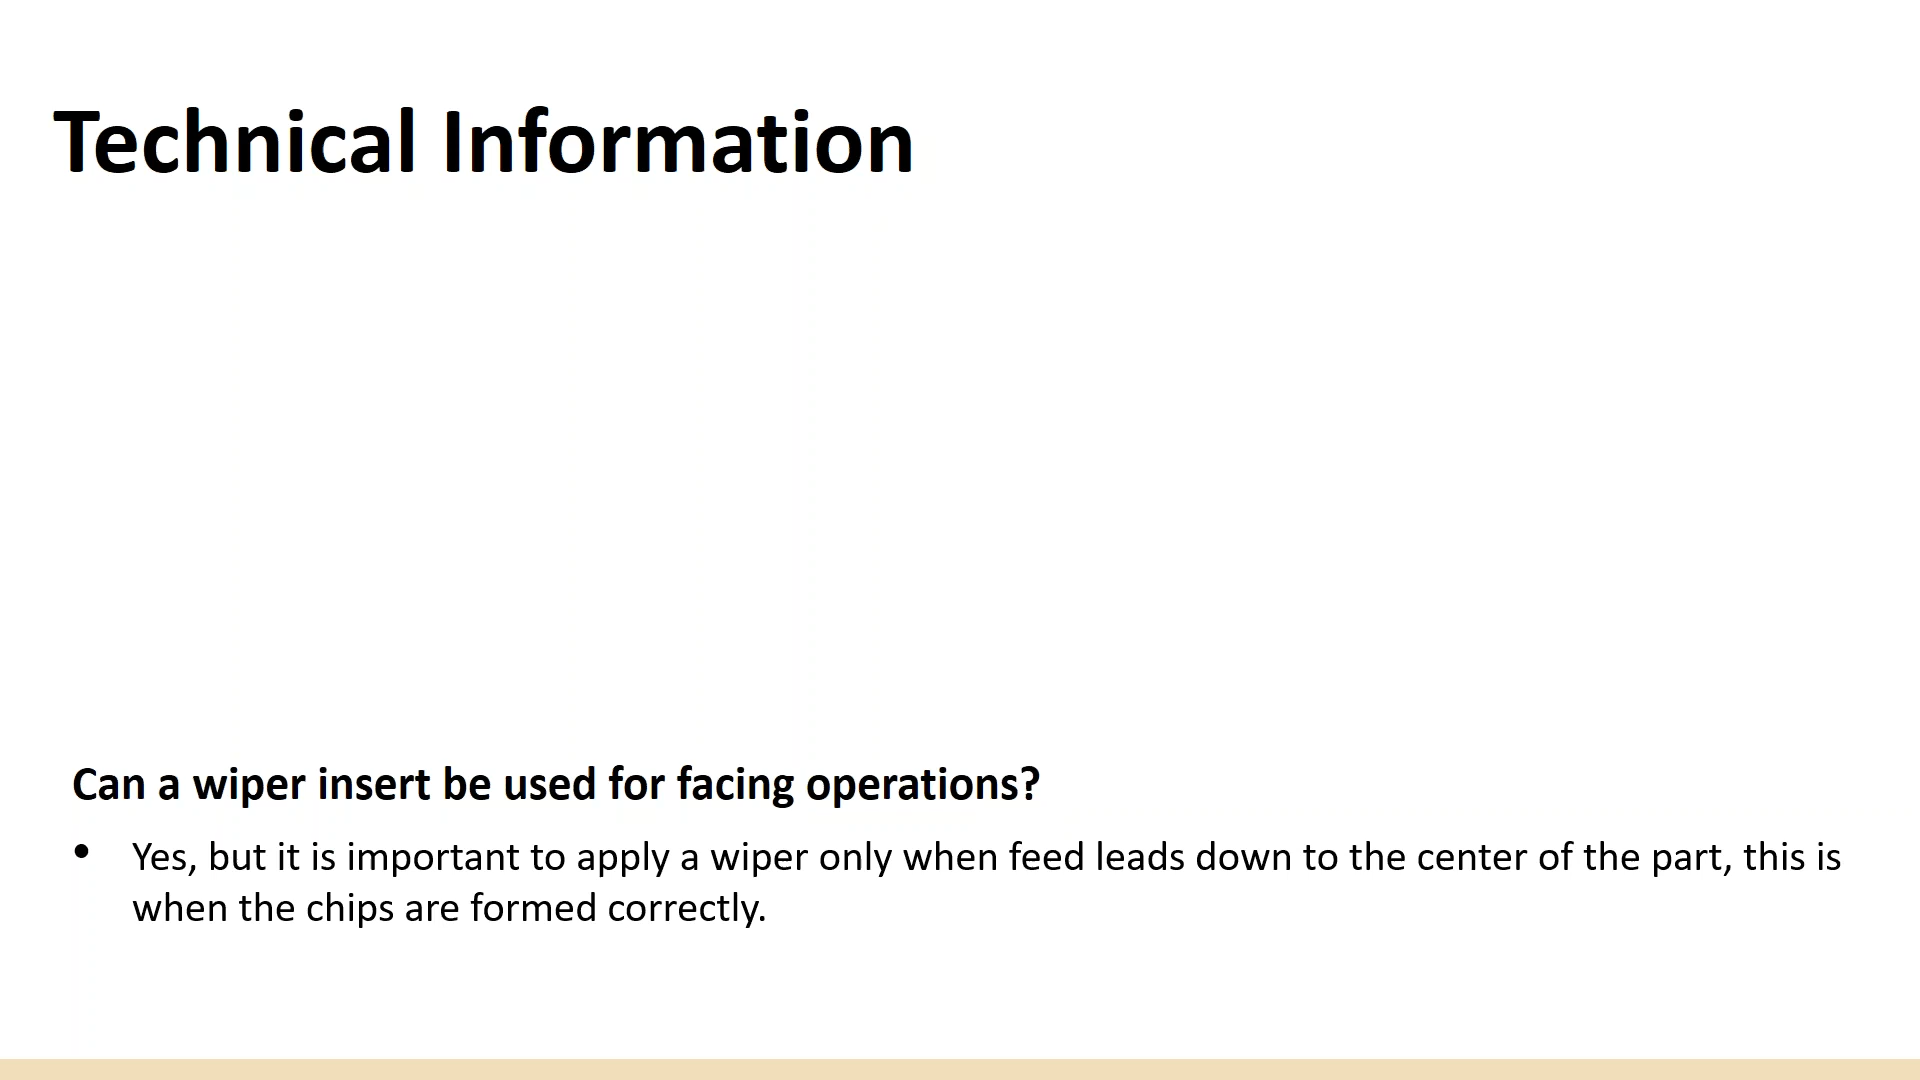 Technical Information
Can a wiper insert be used for facing operations?
• Yes, but it is important to apply a wiper only when feed leads down to the center of the part, this is
when the chips are formed correctly.